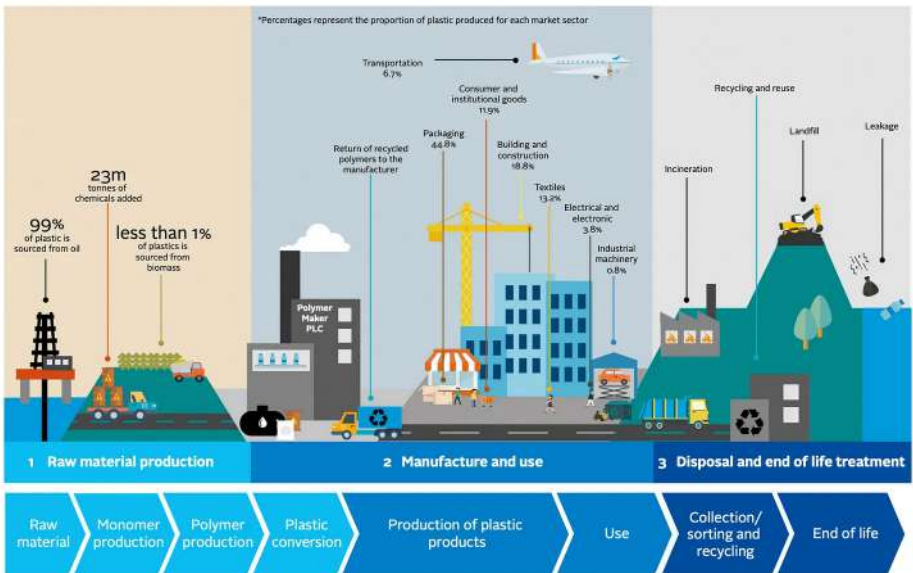 *Percentages represent the proportion of plastic produced for each market sector
Transportation
6.7%
Consumer and
institutional goods
11.9%
Packaging
44.8%
Building and
construction
18.8%
Return of recycled
polymers to the
manufacturer
Textiles
13.2%
Electrical and
electronic
3.8%
Industrial
machinery
0.8%
Recycling and reuse
Landfill
Leakage
Incineration
23m
tonnes of
chemicals added
99%
of plastic is
sourced from oil
less than 1%
of plastics is
sourced from
biomass
Polymer
Maker
PLC
1 Raw material production
2 Manufacture and use
3 Disposal and end of life treatment
Raw
material
Monomer
production
Polymer
production
Plastic
conversion
Production of plastic
products
Use
Collection/
sorting and
recycling
End of life